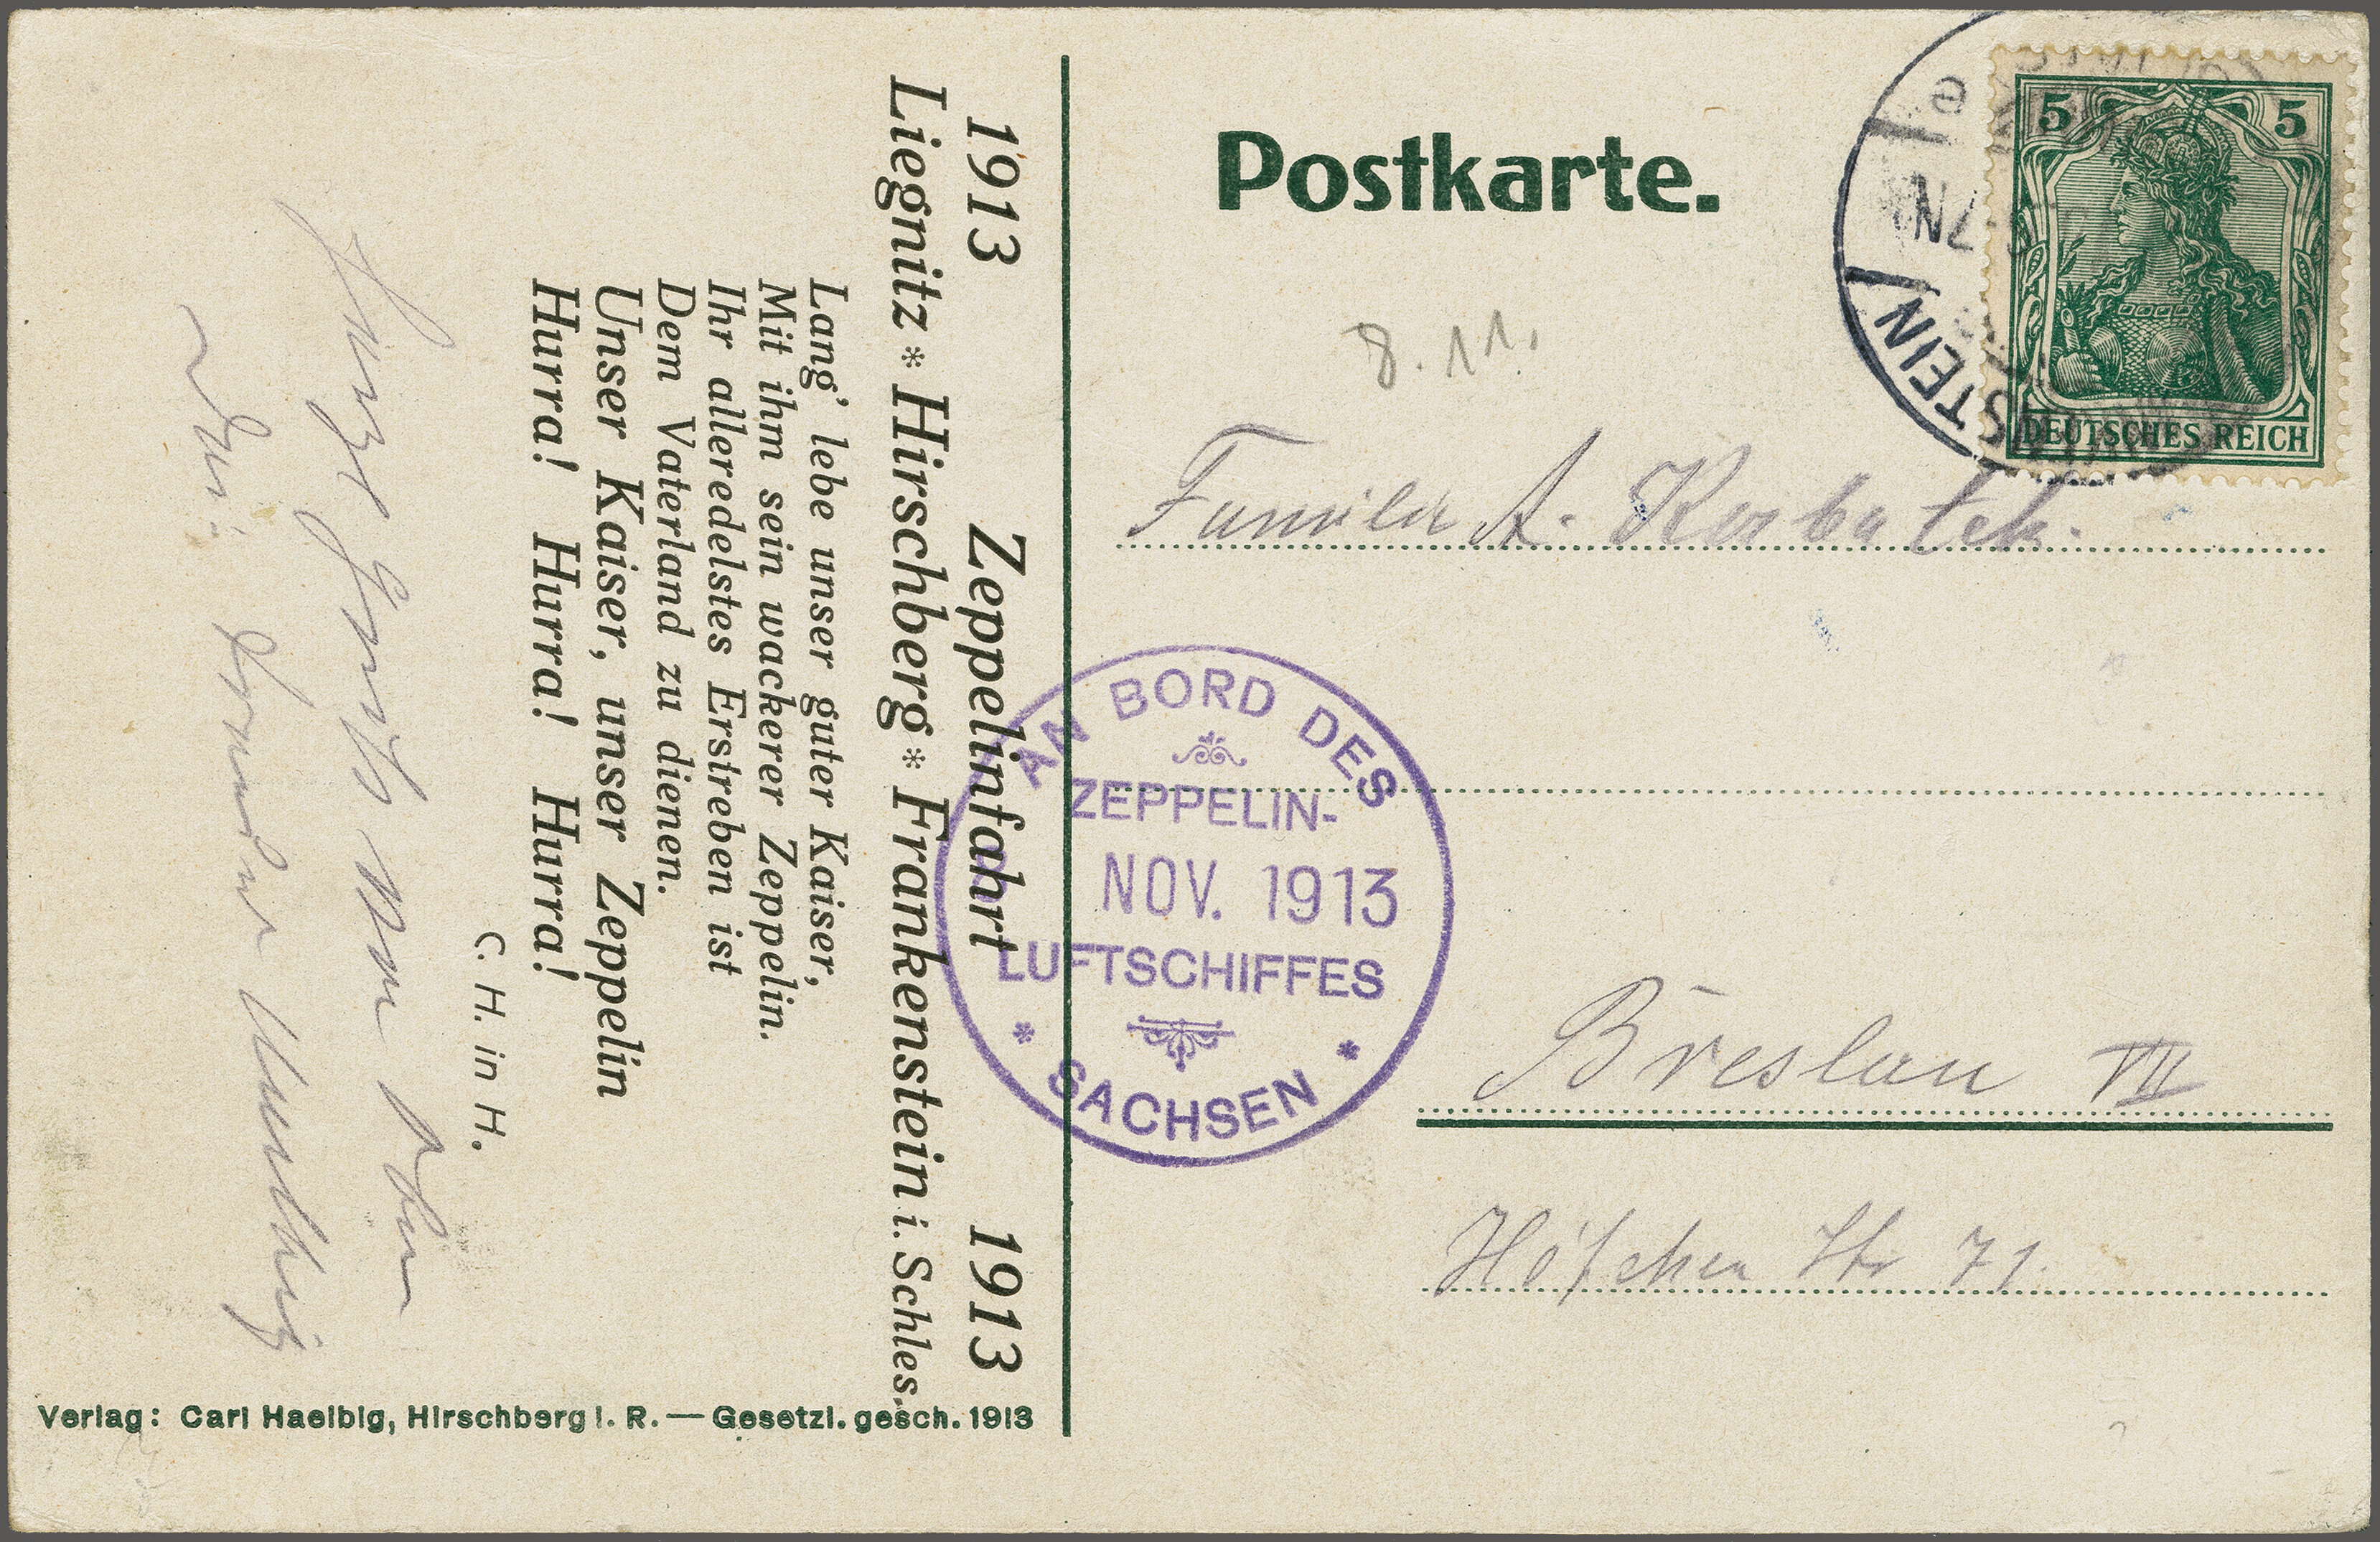 1913 Zeppelinfahrt 1913
Liegnitz * Hirschberg * Frankenstein i. Schles.
Lang' lebe unser guter Kaiser,
Mit ihm sein wackerer Zeppelin.
Ihr alleredelstes Erstreben ist
Dem Vaterland zu dienen.
Unser Kaiser, unser Zeppelin
Hurra! Hurra! Hurra!
C. H. in H.
Verlag: Carl Haelbig, Hirschberg i. R. — Gesetzl. gesch. 1913
Postkarte.
5 5
DEUTSCHES REICH
STEIN
e
7N
8.11.
A.
AN BORD DES
ZEPPELIN-
NOV. 1913
LUFTSCHIFFES
* SACHSEN *
Breslau VII
Höfchen Str 71.